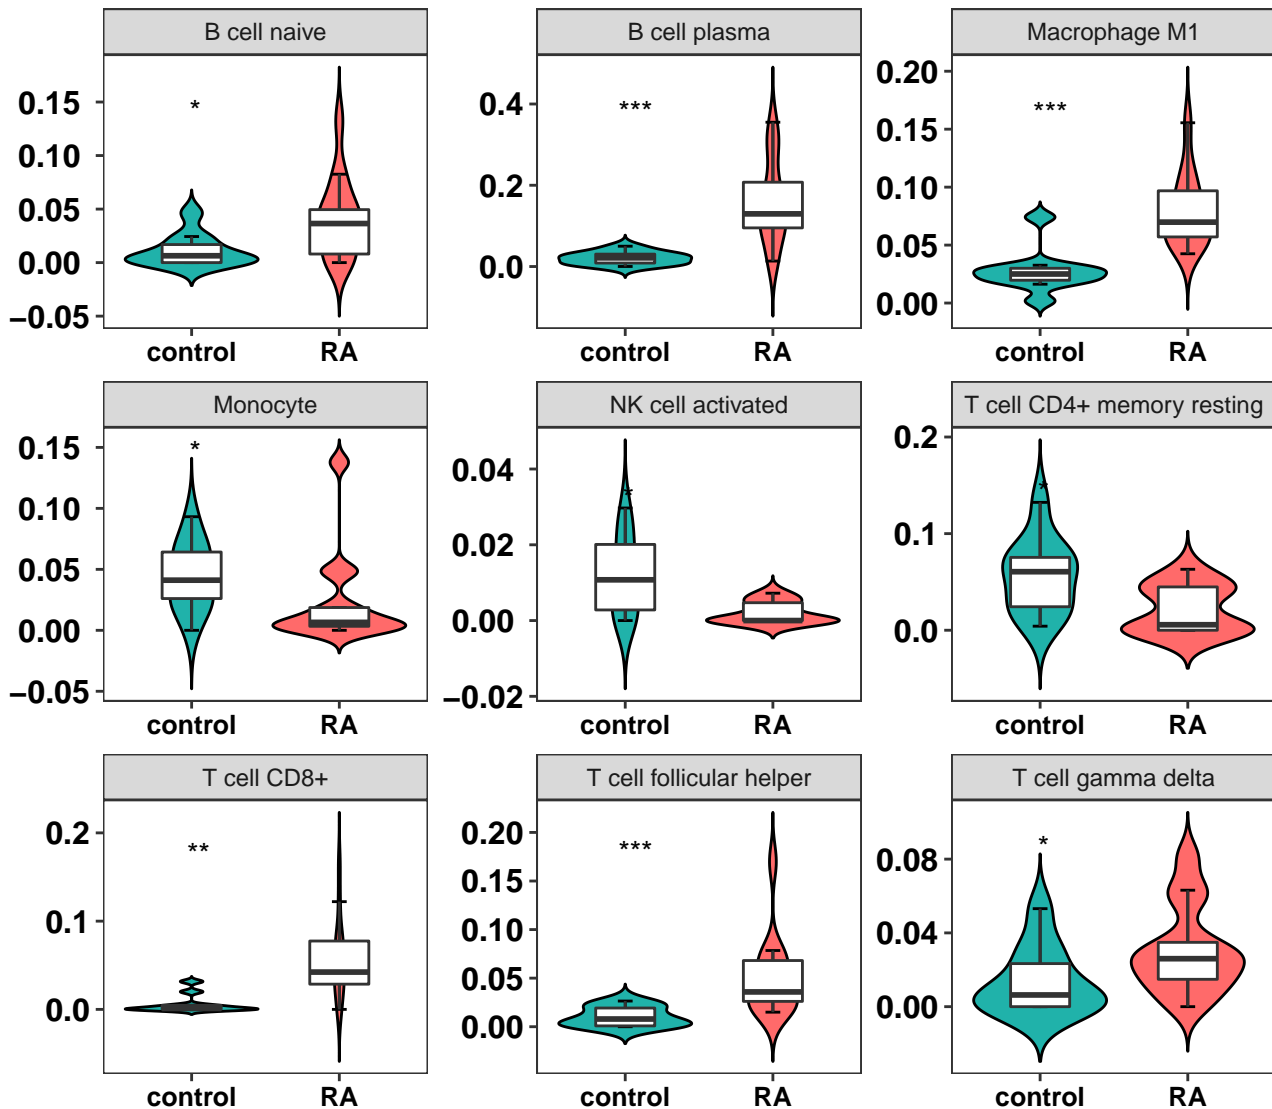 B cell naive
B cell plasma
Macrophage M1
0.15
0.10
0.05
0.00
−0.05
*
control
RA
0.4
0.2
0.0
***
control
RA
0.20
0.15
0.10
0.05
0.00
***
control
RA
Monocyte
NK cell activated
T cell CD4+ memory resting
0.15
0.10
0.05
0.00
−0.05
*
control
RA
0.04
0.02
0.00
−0.02
*
control
RA
0.2
0.1
0.0
*
control
RA
T cell CD8+
T cell follicular helper
T cell gamma delta
0.2
0.1
0.0
**
control
RA
0.20
0.15
0.10
0.05
0.00
***
control
RA
0.08
0.04
0.00
*
control
RA